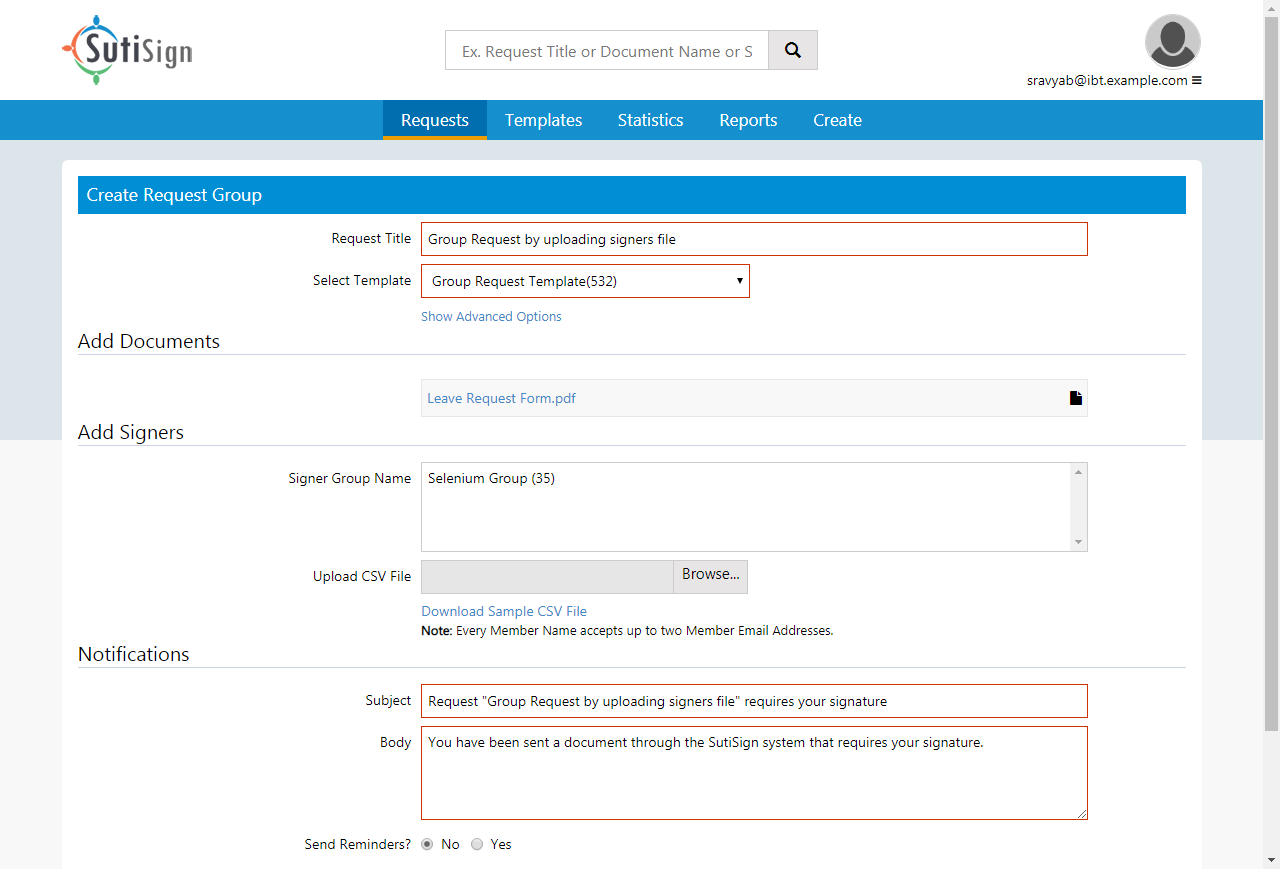 SutiSign
Ex. Request Title or Document Name or S
sravyab@ibt.example.com
Requests Templates Statistics Reports Create
Create Request Group
Request Title Group Request by uploading signers file
Select Template Group Request Template(532)
Show Advanced Options
Add Documents
Leave Request Form.pdf
Add Signers
Signer Group Name Selenium Group (35)
Upload CSV File Browse...
Download Sample CSV File
Note: Every Member Name accepts up to two Member Email Addresses.
Notifications
Subject Request "Group Request by uploading signers file" requires your signature
Body You have been sent a document through the SutiSign system that requires your signature.
Send Reminders? No Yes